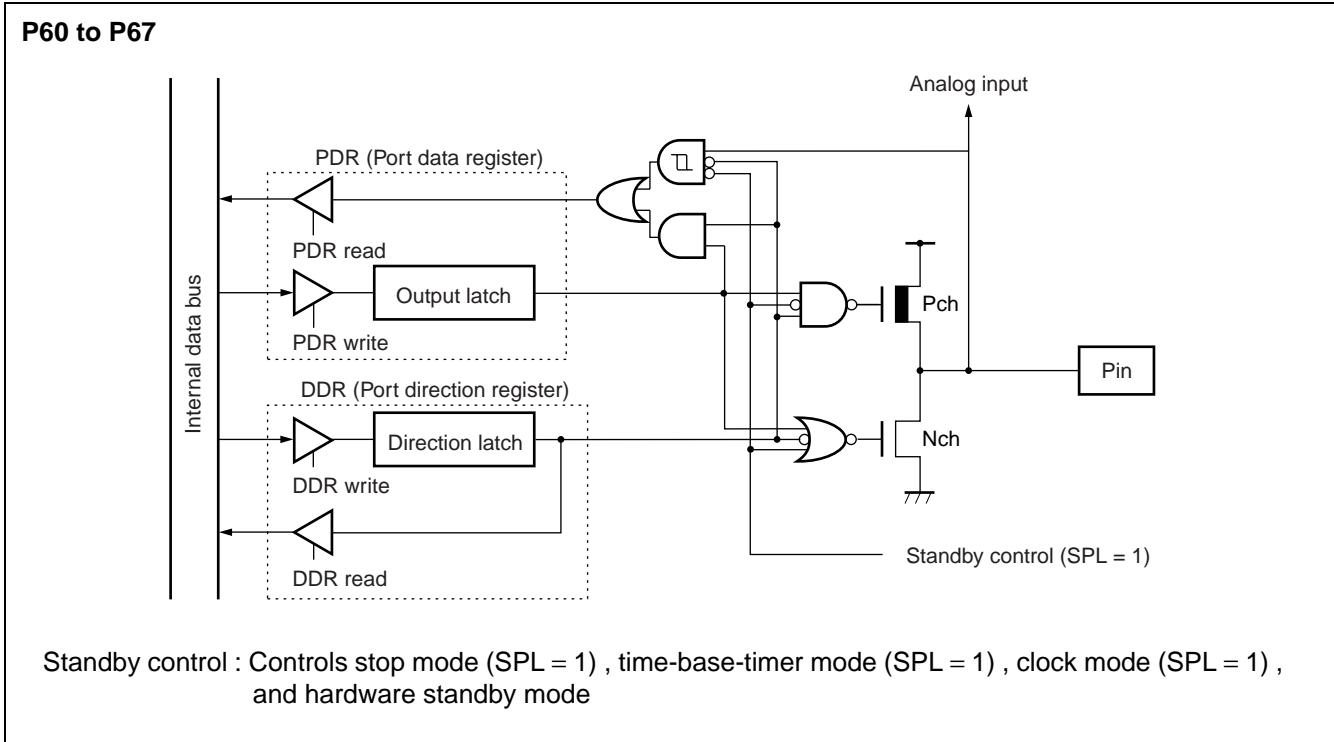 P60 to P67
Analog input
PDR (Port data register)
PDR read
Output latch
Pch
PDR write
Internal data bus
Pin
DDR (Port direction register)
Direction latch
Nch
DDR write
Standby control (SPL = 1)
DDR read
Standby control : Controls stop mode (SPL = 1) , time-base-timer mode (SPL = 1) , clock mode (SPL = 1) ,
and hardware standby mode